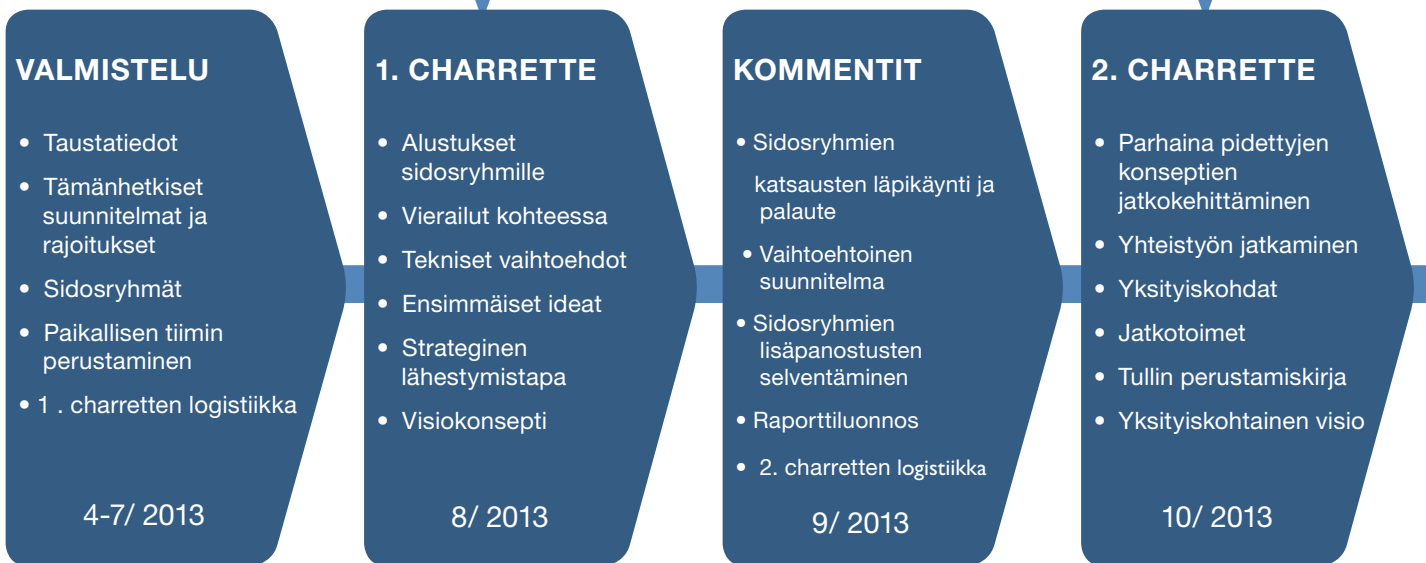 VALMISTELU
• Taustatiedot
• Tämänhetkiset
suunnitelmat ja
rajoitukset
• Sidosryhmät
• Paikallisen tiimin
perustaminen
• 1 . charretten logistiikka
4-7/ 2013
1. CHARRETTE
• Alustukset
sidosryhmille
• Vierailut kohteessa
• Tekniset vaihtoehdot
• Ensimmäiset ideat
• Strateginen
lähestymistapa
• Visiokonsepti
8/ 2013
KOMMENTIT
• Sidosryhmien
katsausten läpikäynti ja
palaute
• Vaihtoehtoinen
suunnitelma
• Sidosryhmien
lisäpanostusten
selventäminen
• Raporttiluonnos
• 2. charretten logistiikka
9/ 2013
2. CHARRETTE
• Parhaina pidettyjen
konseptien
jatkokehittäminen
• Yhteistyön jatkaminen
• Yksityiskohdat
• Jatkotoimet
• Tullin perustamiskirja
• Yksityiskohtainen visio
10/ 2013